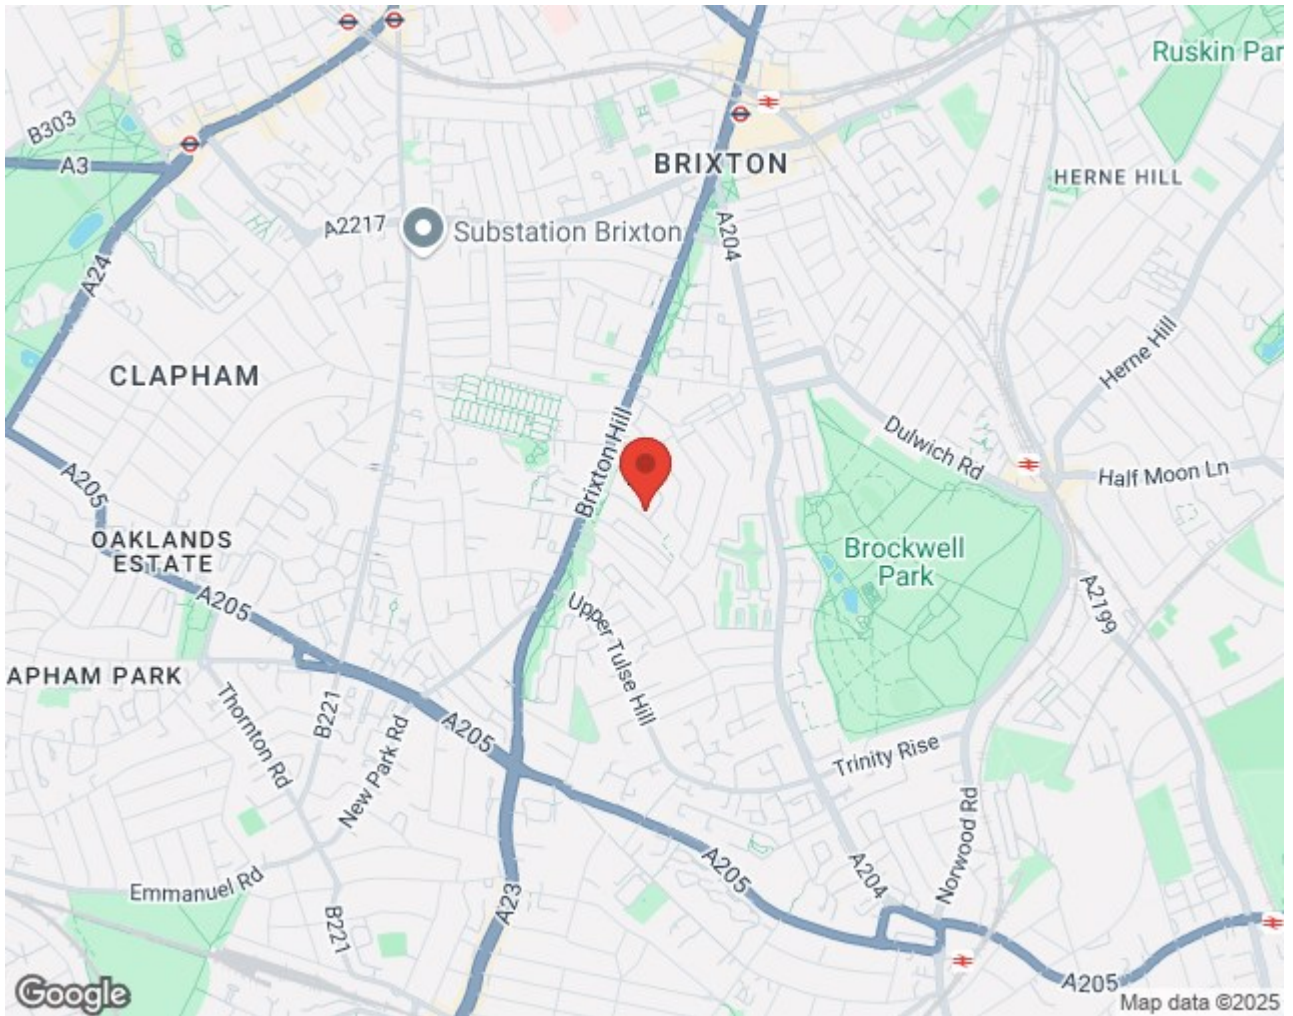 Ruskin Par
B303
A3
BRIXTON
HERNE HILL
A2217
Substation Brixton
A204
A24
Herne Hill
CLAPHAM
Brixton Hill
Dulwich Rd
Half Moon Ln
A205
OAKLANDS
ESTATE
Brockwell
Park
A205
Upper Tulse Hill
A2199
APHAM PARK
Thornton Rd
B221
New Park Rd
A205
Trinity Rise
Norwood Rd
A205
A204
Emmanuel Rd
A23
B221
A205
Google
Map data ©2025